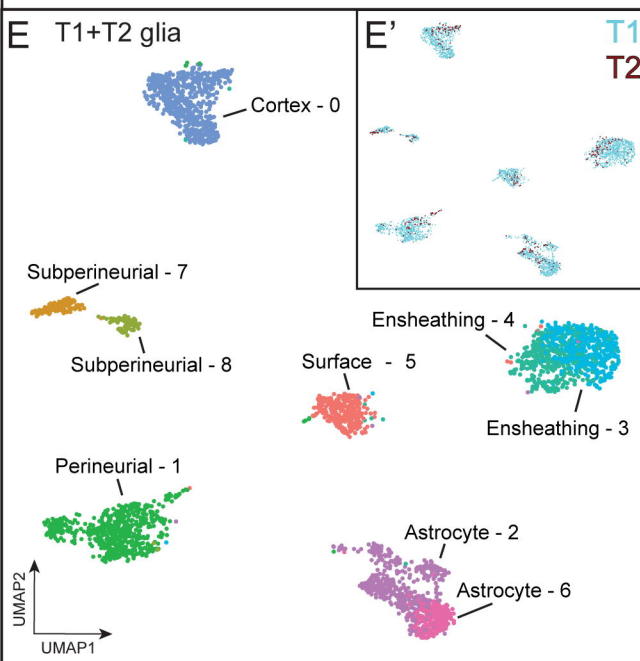 E T1+T2 glia
E' T1
T2
Cortex - 0
Subperineurial - 7
Subperineurial - 8
Ensheathing - 4
Surface - 5
Ensheathing - 3
Perineurial - 1
Astrocyte - 2
Astrocyte - 6
UMAP2
UMAP1